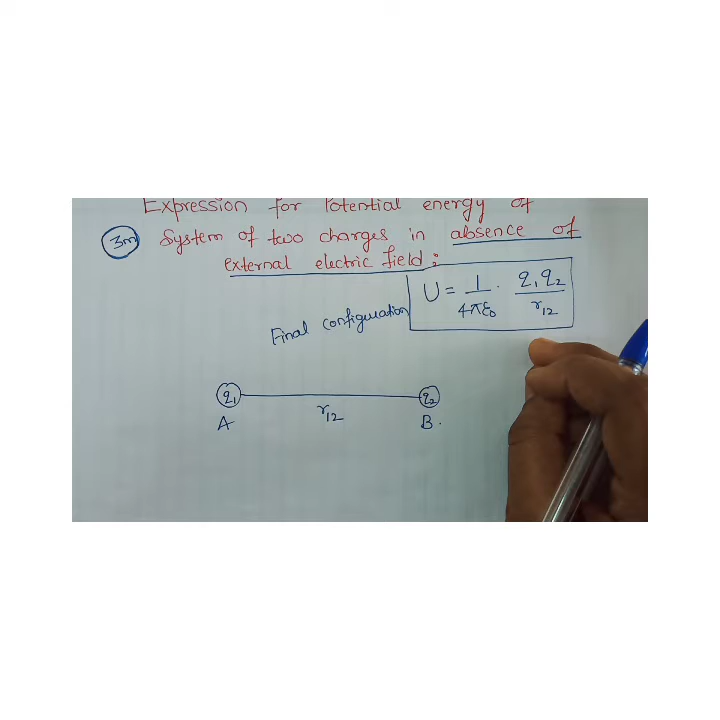 Expression for Potential energy of
3m System of two charges in absence of
external electric field :
U = 1/4πε₀ · q₁q₂/r₁₂
Final configuration
q₁ q₂
r₁₂
A B.